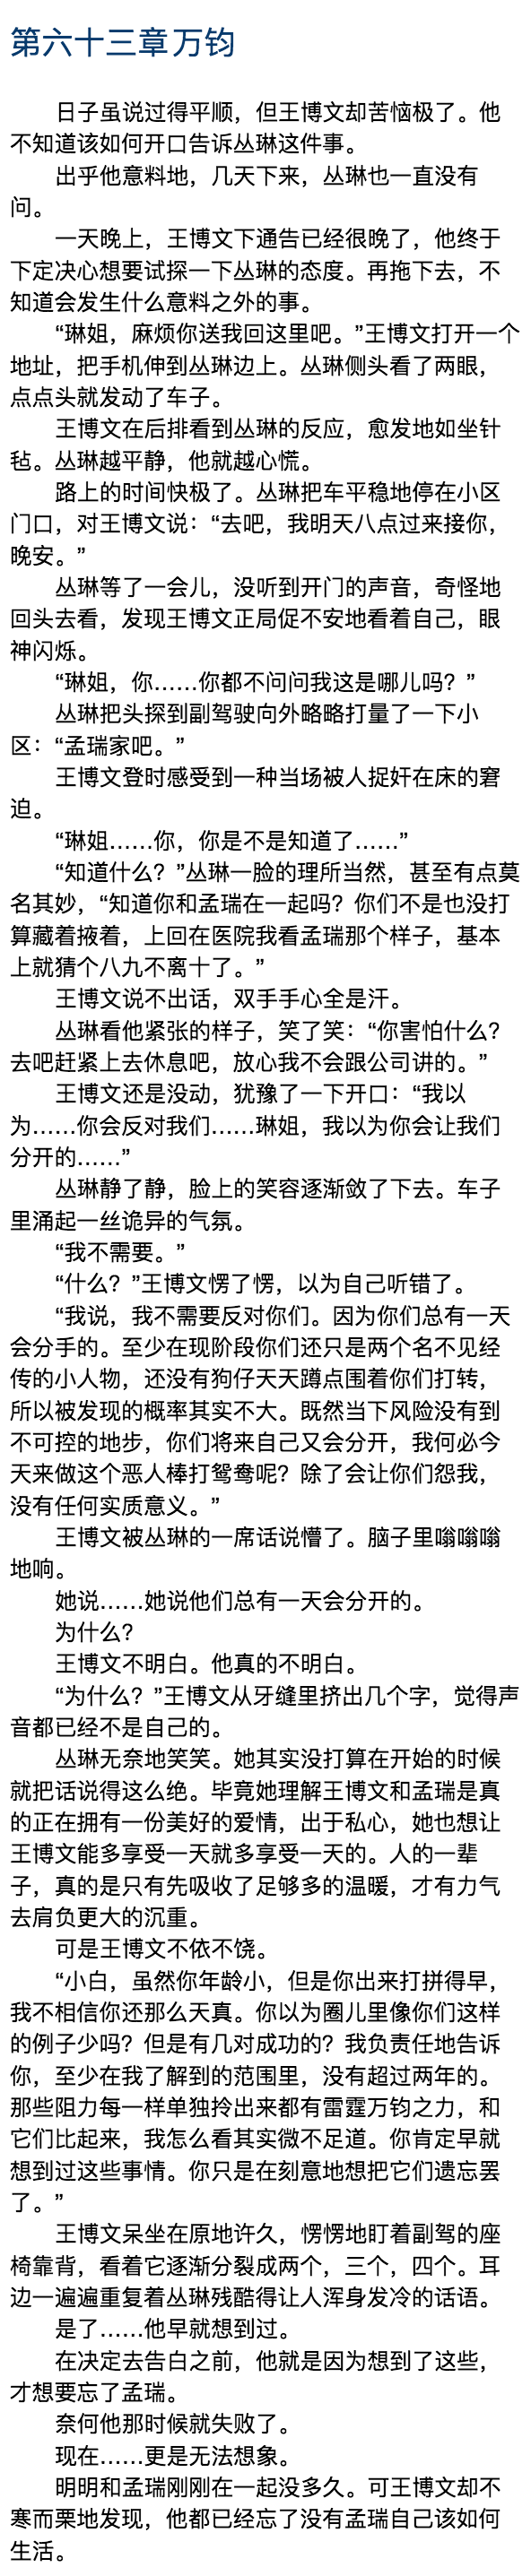 第六十三章 万钧
日子虽说过得平顺，但王博文却苦恼极了。他
不知道该如何开口告诉丛琳这件事。
出乎他意料地，几天下来，丛琳也一直没有
问。
一天晚上，王博文下通告已经很晚了，他终于
下定决心想要试探一下丛琳的态度。再拖下去，不
知道会发生什么意料之外的事。
“琳姐，麻烦你送我回这里吧。”王博文打开一个
地址，把手机伸到丛琳边上。丛琳侧头看了两眼，
点点头就发动了车子。
王博文在后排看到丛琳的反应，愈发地如坐针
毡。丛琳越平静，他就越心慌。
路上的时间快极了。丛琳把车平稳地停在小区
门口，对王博文说：“去吧，我明天八点过来接你，
晚安。”
丛琳等了一会儿，没听到开门的声音，奇怪地
回头去看，发现王博文正局促不安地看着自己，眼
神闪烁。
“琳姐，你……你都不问问我这是哪儿吗？”
丛琳把头探到副驾驶向外略略打量了一下小
区：“孟瑞家吧。”
王博文登时感受到一种当场被人捉奸在床的窘
迫。
“琳姐……你，你是不是知道了……”
“知道什么？”丛琳一脸的理所当然，甚至有点莫
名其妙，“知道你和孟瑞在一起吗？你们不是也没打
算藏着掖着，上回在医院我看孟瑞那个样子，基本
上就猜个八九不离十了。”
王博文说不出话，双手手心全是汗。
丛琳看他紧张的样子，笑了笑：“你害怕什么？
去吧赶紧上去休息吧，放心我不会跟公司讲的。”
王博文还是没动，犹豫了一下开口：“我以
为……你会反对我们……琳姐，我以为你会让我们
分开的……”
丛琳静了静，脸上的笑容逐渐敛了下去。车子
里涌起一丝诡异的气氛。
“我不需要。”
“什么？”王博文愣了愣，以为自己听错了。
“我说，我不需要反对你们。因为你们总有一天
会分手的。至少在现阶段你们还只是两个名不见经
传的小人物，还没有狗仔天天蹲点围着你们打转，
所以被发现的概率其实不大。既然当下风险没有到
不可控的地步，你们将来自己又会分开，我何必今
天来做这个恶人棒打鸳鸯呢？除了会让你们怨我，
没有任何实质意义。”
王博文被丛琳的一席话说懵了。脑子里嗡嗡嗡
地响。
她说……她说他们总有一天会分开的。
为什么？
王博文不明白。他真的不明白。
“为什么？”王博文从牙缝里挤出几个字，觉得声
音都已经不是自己的。
丛琳无奈地笑笑。她其实没打算在开始的时候
就把话说得这么绝。毕竟她理解王博文和孟瑞是真
的正在拥有一份美好的爱情，出于私心，她也想让
王博文能多享受一天就多享受一天的。人的一辈
子，真的是只有先吸收了足够多的温暖，才有力气
去肩负更大的沉重。
可是王博文不依不饶。
“小白，虽然你年龄小，但是你出来打拼得早，
我不相信你还那么天真。你以为圈儿里像你们这样
的例子少吗？但是有几对成功的？我负责任地告诉
你，至少在我了解到的范围里，没有超过两年的。
那些阻力每一样单独拎出来都有雷霆万钧之力，和
它们比起来，我怎么看其实微不足道。你肯定早就
想到过这些事情。你只是在刻意地想把它们遗忘罢
了。”
王博文呆坐在原地许久，愣愣地盯着副驾的座
椅靠背，看着它逐渐分裂成两个，三个，四个。耳
边一遍遍重复着丛琳残酷得让人浑身发冷的话语。
是了……他早就想到过。
在决定去告白之前，他就是因为想到了这些，
才想要忘了孟瑞。
奈何他那时候就失败了。
现在……更是无法想象。
明明和孟瑞刚刚在一起没多久。可王博文却不
寒而栗地发现，他都已经忘了没有孟瑞自己该如何
生活。